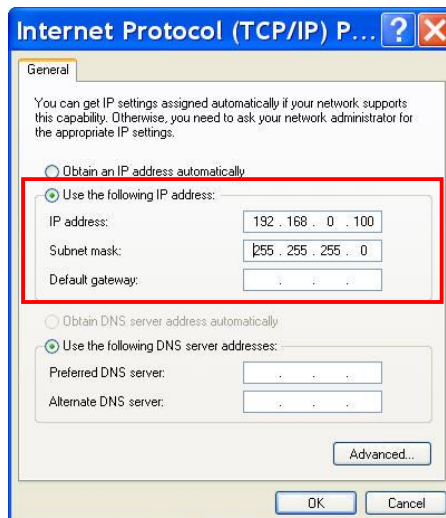 Internet Protocol (TCP/IP) P... ? X
General
You can get IP settings assigned automatically if your network supports
this capability. Otherwise, you need to ask your network administrator for
the appropriate IP settings.
Obtain an IP address automatically
Use the following IP address:
IP address: 192 . 168 . 0 . 100
Subnet mask: 255 . 255 . 255 . 0
Default gateway: . . .
Obtain DNS server address automatically
Use the following DNS server addresses:
Preferred DNS server: . . .
Alternate DNS server: . . .
Advanced...
OK Cancel